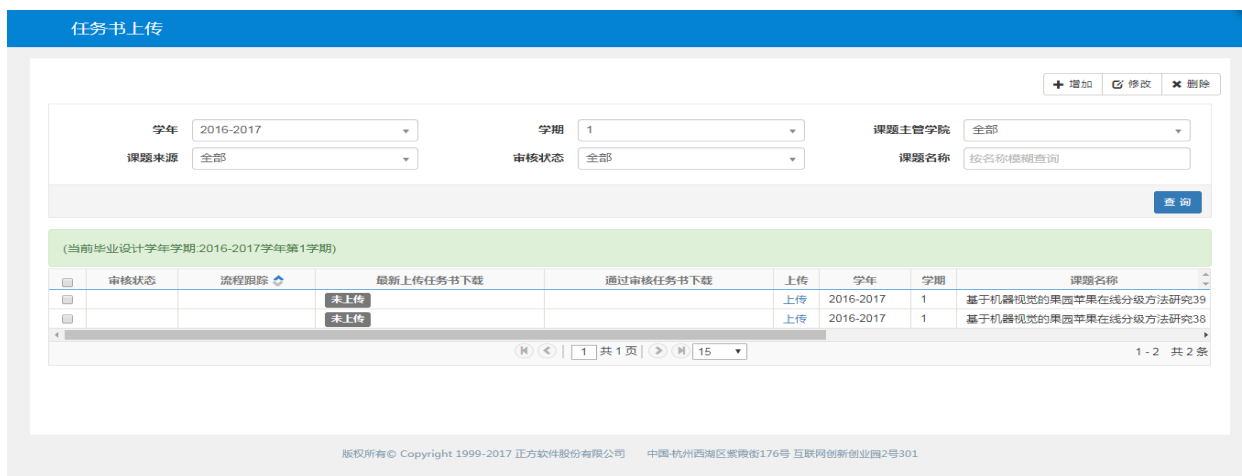 任务书上传
增加 修改 删除
学年 2016-2017 学期 1 课题主管学院 全部
课题来源 全部 审核状态 全部 课题名称 按名称模糊查询
查 询
(当前毕业设计学年学期:2016-2017学年第1学期)
审核状态 流程跟踪 最新上传任务书下载 通过审核任务书下载 上传 学年 学期 课题名称
未上传 上传 2016-2017 1 基于机器视觉的果园苹果在线分级方法研究39
未上传 上传 2016-2017 1 基于机器视觉的果园苹果在线分级方法研究38
1 共 1 页 15 1 - 2 共 2 条
版权所有© Copyright 1999-2017 正方软件股份有限公司 中国·杭州西湖区紫霞街176号 互联网创新创业园2号301